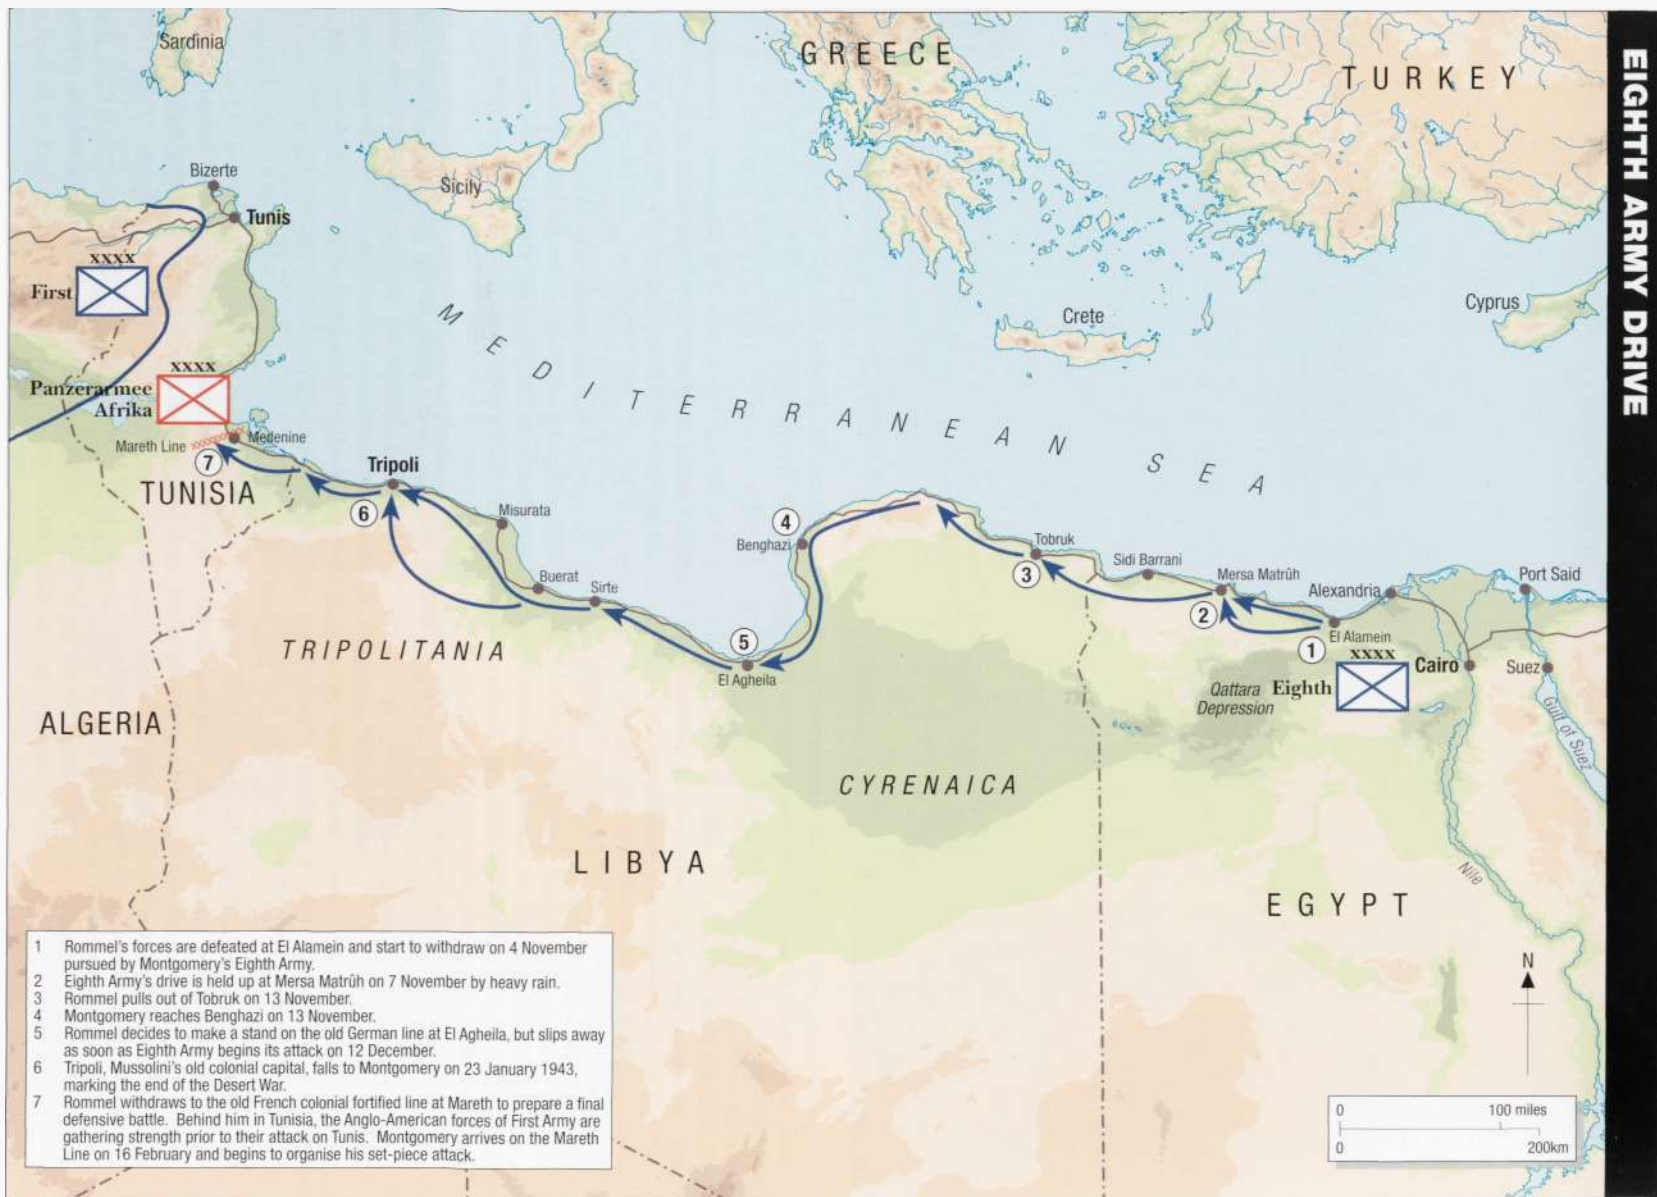 EIGHTH ARMY DRIVE
Sardinia
GREECE
TURKEY
Bizerte
Sicily
Tunis
xxxx
First
Crete
Cyprus
MEDITERRANEAN SEA
xxxx
Panzerarmee
Afrika
Mareth Line
Medenine
7
TUNISIA
Tripoli
6
Misurata
4
Benghazi
Tobruk
3
Sidi Barrani
Mersa Matrûh
2
Alexandria
Port Said
Buerat
Sirte
El Alamein
1
xxxx
Eighth
Cairo
Suez
5
El Agheila
TRIPOLITANIA
Qattara
Depression
Gulf of Suez
ALGERIA
CYRENAICA
LIBYA
Nile
EGYPT
1 Rommel's forces are defeated at El Alamein and start to withdraw on 4 November
pursued by Montgomery's Eighth Army.
2 Eighth Army's drive is held up at Mersa Matrûh on 7 November by heavy rain.
3 Rommel pulls out of Tobruk on 13 November.
4 Montgomery reaches Benghazi on 13 November.
5 Rommel decides to make a stand on the old German line at El Agheila, but slips away
as soon as Eighth Army begins its attack on 12 December.
6 Tripoli, Mussolini's old colonial capital, falls to Montgomery on 23 January 1943,
marking the end of the Desert War.
7 Rommel withdraws to the old French colonial fortified line at Mareth to prepare a final
defensive battle. Behind him in Tunisia, the Anglo-American forces of First Army are
gathering strength prior to their attack on Tunis. Montgomery arrives on the Mareth
Line on 16 February and begins to organise his set-piece attack.
N
0 100 miles
0 200km